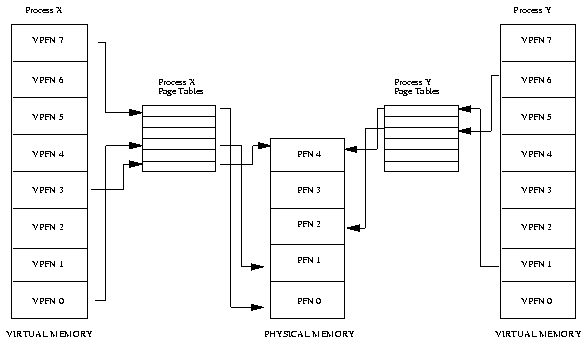 Process X
Process Y
VPFN 7
VPFN 6
VPFN 5
VPFN 4
VPFN 3
VPFN 2
VPFN 1
VPFN 0
VIRTUAL MEMORY
Process X
Page Tables
PFN 4
PFN 3
PFN 2
PFN 1
PFN 0
PHYSICAL MEMORY
Process Y
Page Tables
VPFN 7
VPFN 6
VPFN 5
VPFN 4
VPFN 3
VPFN 2
VPFN 1
VPFN 0
VIRTUAL MEMORY